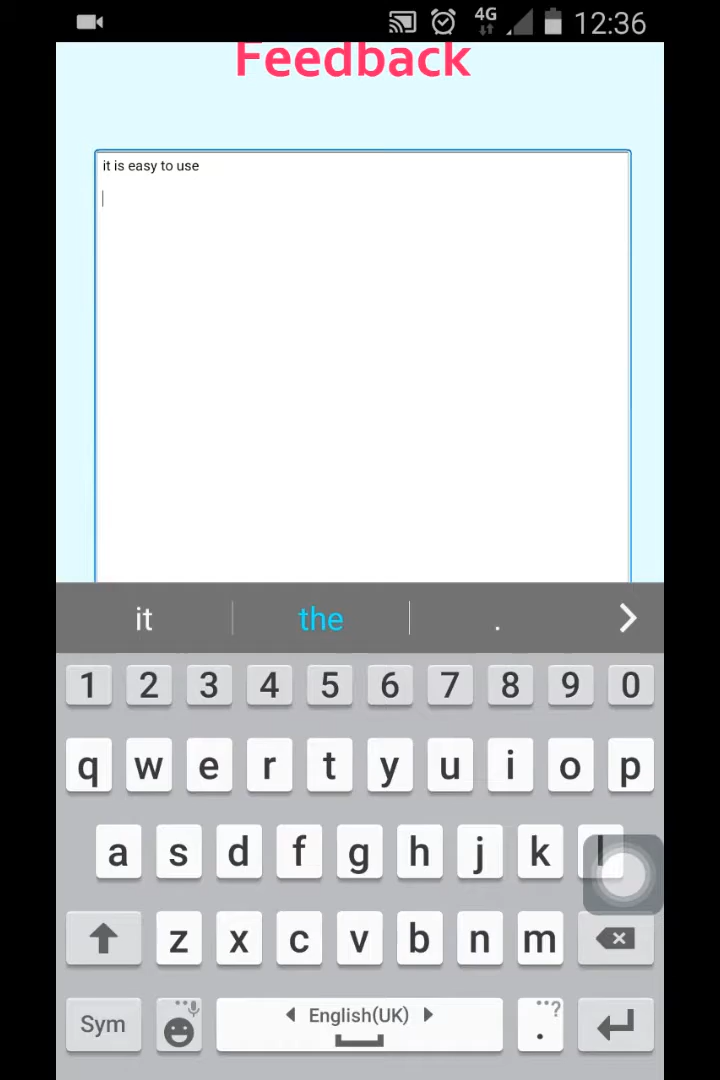 4G 12:36
Feedback
it is easy to use
it the .
1 2 3 4 5 6 7 8 9 0
q w e r t y u i o p
a s d f g h j k l
z x c v b n m
Sym English(UK) . ?